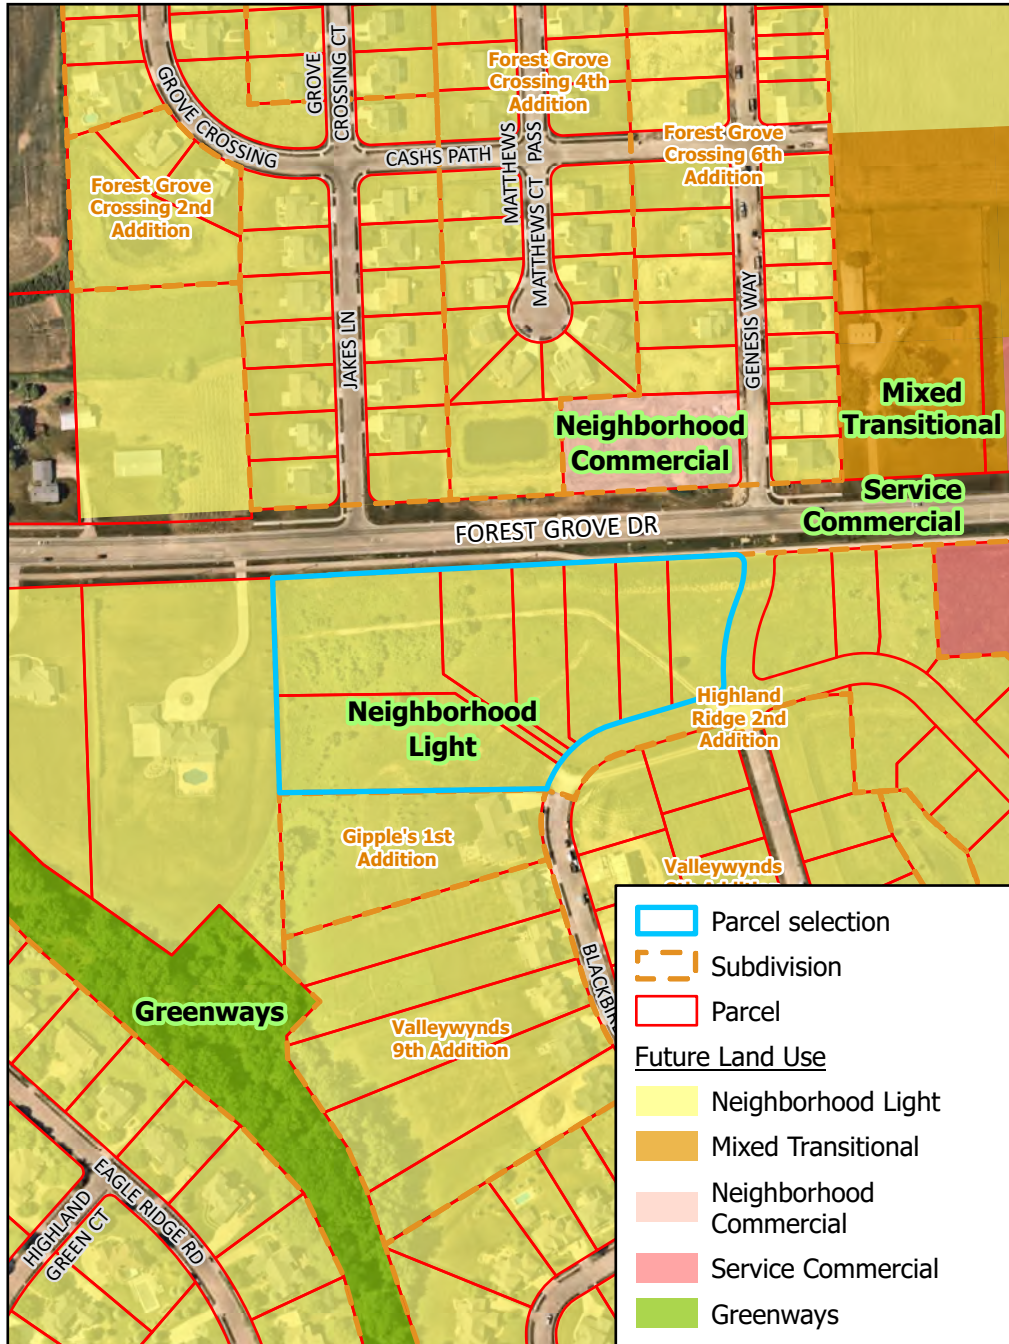 GROVE
CROSSING CT
Forest Grove
Crossing 4th
Addition
GROVE CROSSING
CASHS PATH
MATTHEWS
PASS
Forest Grove
Crossing 6th
Addition
Forest Grove
Crossing 2nd
Addition
MATTHEWS CT
JAKES LN
GENESIS WAY
Mixed
Transitional
Neighborhood
Commercial
Service
Commercial
FOREST GROVE DR
Neighborhood
Light
Highland
Ridge 2nd
Addition
Gipple's 1st
Addition
Valleywynds
BLACKBI
Greenways
Valleywynds
9th Addition
EAGLE RIDGE RD
HIGHLAND
GREEN CT
Parcel selection
Subdivision
Parcel
Future Land Use
Neighborhood Light
Mixed Transitional
Neighborhood
Commercial
Service Commercial
Greenways